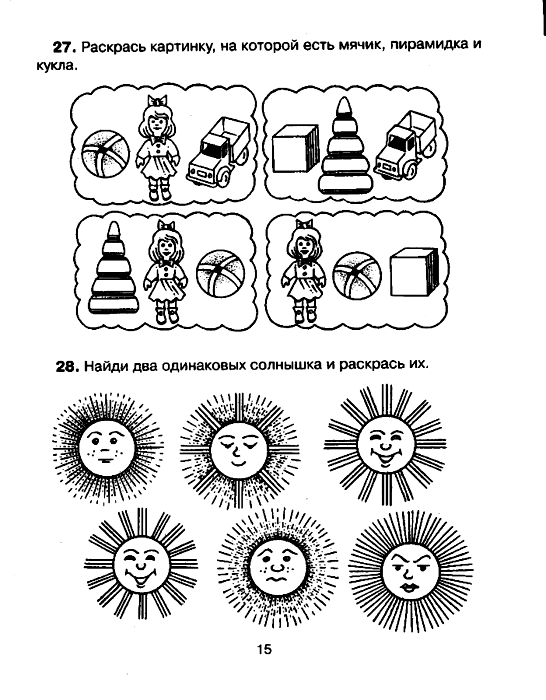 27. Раскрась картинку, на которой есть мячик, пирамидка и
кукла.
28. Найди два одинаковых солнышка и раскрась их.
15